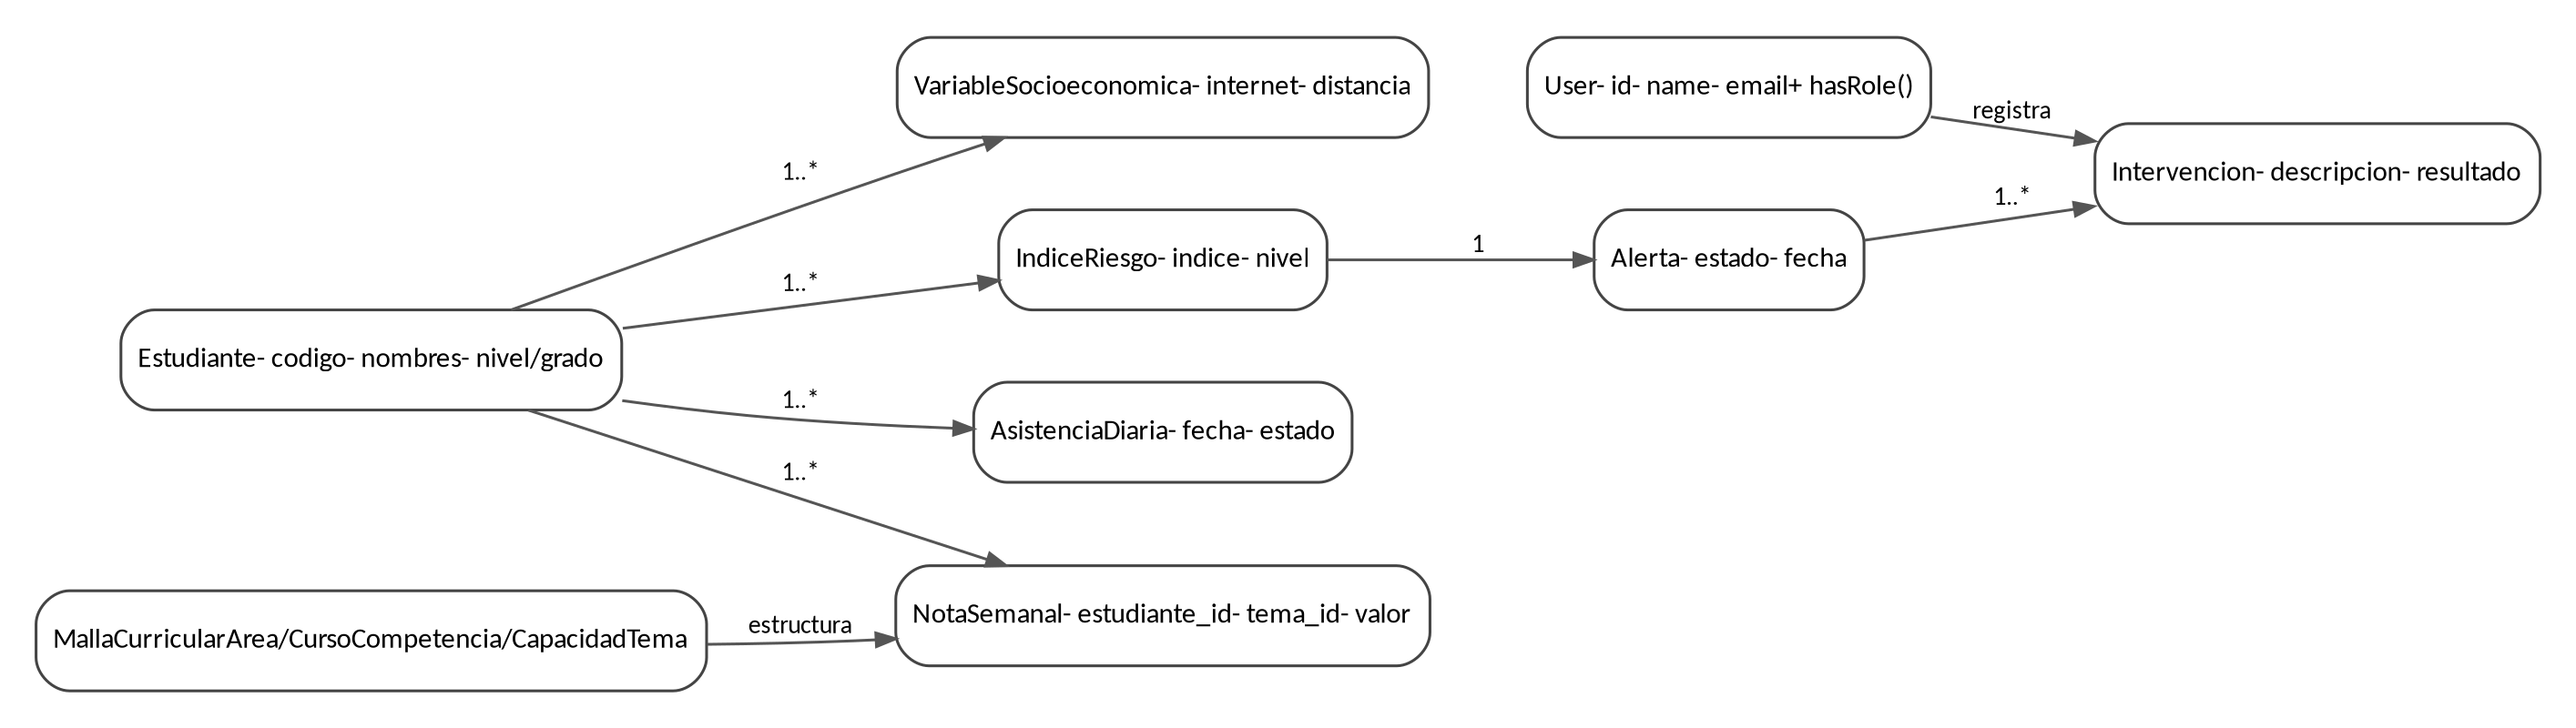 VariableSocioeconomica- internet- distancia
User- id- name- email+ hasRole()
registra
Intervencion- descripcion- resultado
1..*
1..*
IndiceRiesgo- indice- nivel
1
Alerta- estado- fecha
1..*
Estudiante- codigo- nombres- nivel/grado
1..*
AsistenciaDiaria- fecha- estado
1..*
NotaSemanal- estudiante_id- tema_id- valor
estructura
MallaCurricularArea/CursoCompetencia/CapacidadTema